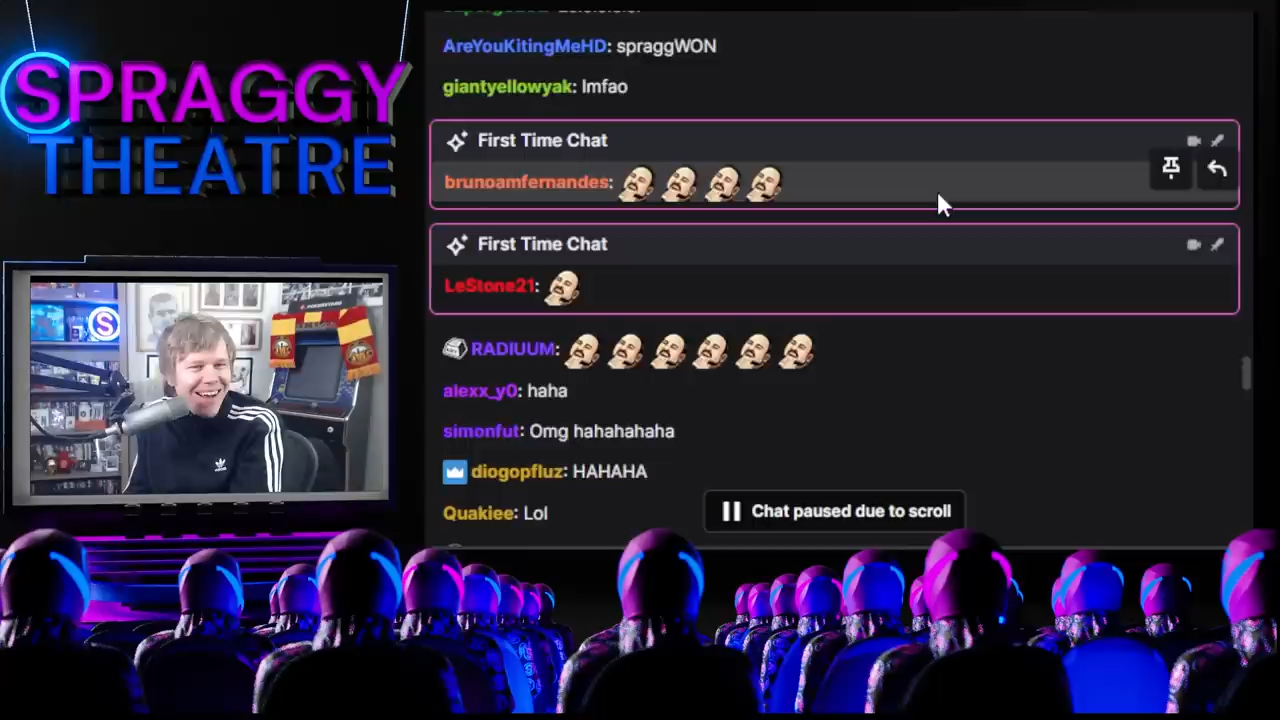 SPRAGGY
THEATRE
AreYouKitingMeHD: spraggWON
giantyellowyak: lmfao
First Time Chat
brunoamfernandes:
First Time Chat
LeStone21:
RADIUUM:
alexx_y0: haha
simonfut: Omg hahahahaha
diogopfluz: HAHAHA
Quakiee: Lol
Chat paused due to scroll
S